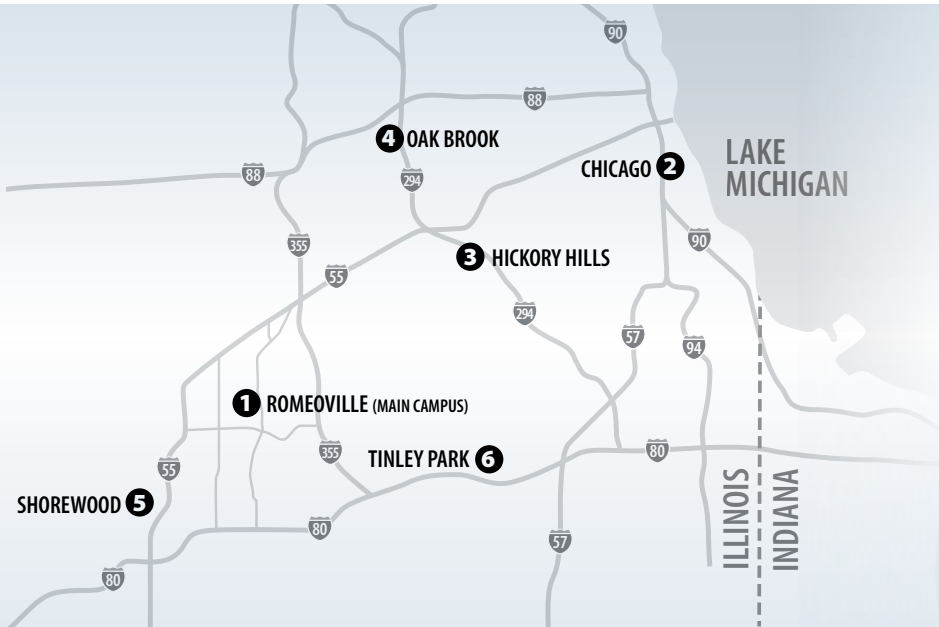 90
88
4 OAK BROOK
LAKE
MICHIGAN
CHICAGO 2
88
294
355
90
3 HICKORY HILLS
55
294
57
94
1 ROMEOVILLE (MAIN CAMPUS)
355
80
TINLEY PARK 6
55
SHOREWOOD 5
ILLINOIS
INDIANA
80
57
80